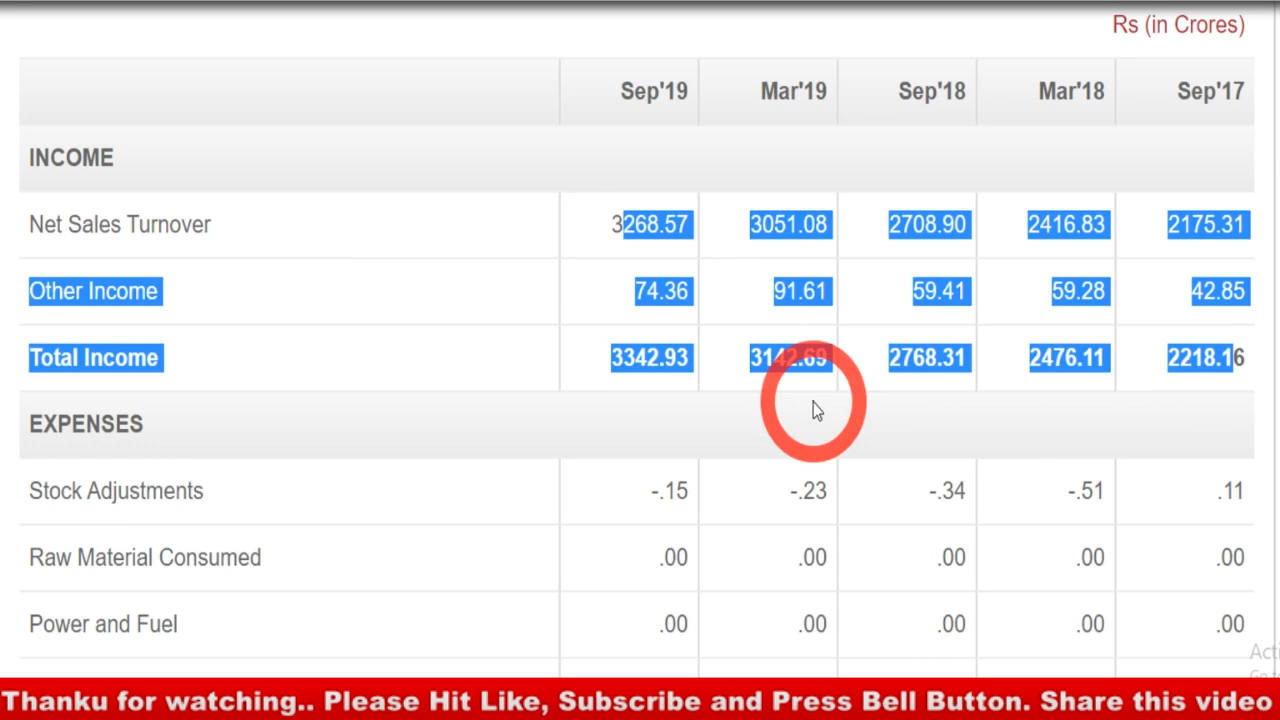 Rs (in Crores)
Sep'19 Mar'19 Sep'18 Mar'18 Sep'17
INCOME
Net Sales Turnover 3268.57 3051.08 2708.90 2416.83 2175.31
Other Income 74.36 91.61 59.41 59.28 42.85
Total Income 3342.93 3142.69 2768.31 2476.11 2218.16
EXPENSES
Stock Adjustments -.15 -.23 -.34 -.51 .11
Raw Material Consumed .00 .00 .00 .00 .00
Power and Fuel .00 .00 .00 .00 .00
Thanku for watching.. Please Hit Like, Subscribe and Press Bell Button. Share this video